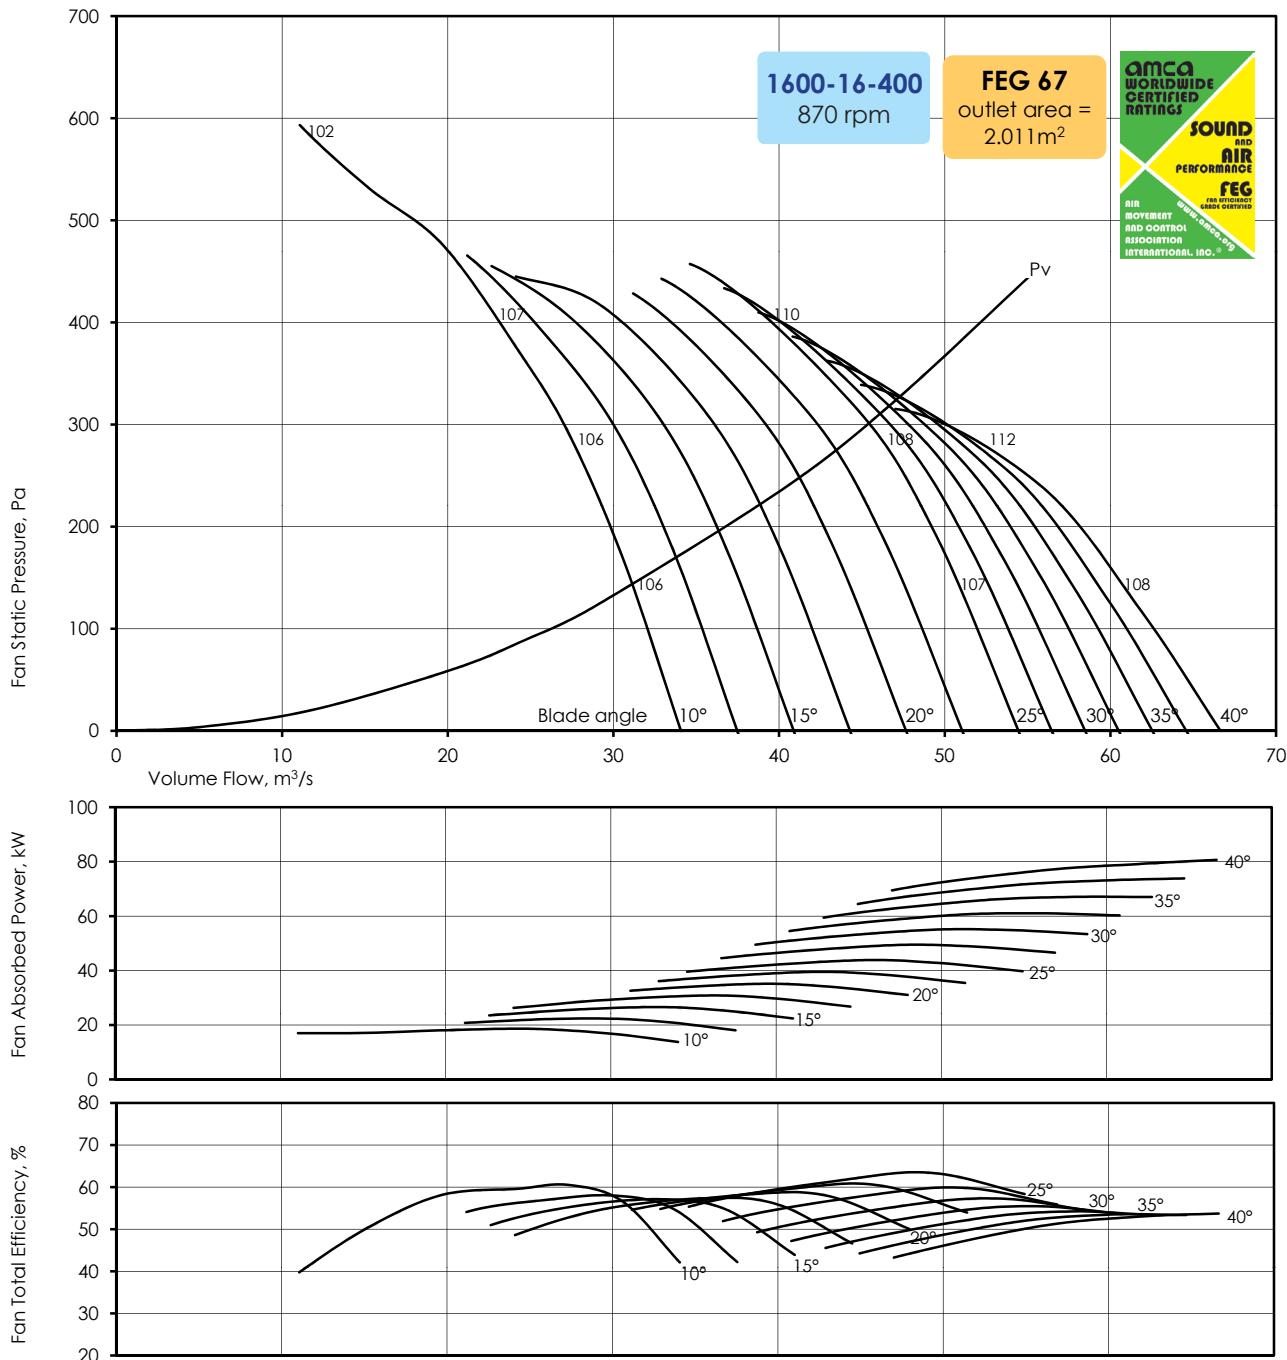 700
600
500
400
300
200
100
0
Fan Static Pressure, Pa
1600-16-400
870 rpm
FEG 67
outlet area =
2.011m²
amca
WORLDWIDE
CERTIFIED
RATINGS
SOUND
AND
AIR
PERFORMANCE
FEG
FAN EFFICIENCY
GRADE CERTIFIED
AIR
MOVEMENT
AND CONTROL
ASSOCIATION
INTERNATIONAL, INC.®
www.amca.org
102
Pv
107
110
106
108
112
106
107
108
Blade angle
10°
15°
20°
25°
30°
35°
40°
0
10
20
30
40
50
60
70
Volume Flow, m³/s
100
80
60
40
20
0
Fan Absorbed Power, kW
40°
35°
30°
25°
20°
15°
10°
80
70
60
50
40
30
20
Fan Total Efficiency, %
25°
30°
35°
40°
20°
15°
10°